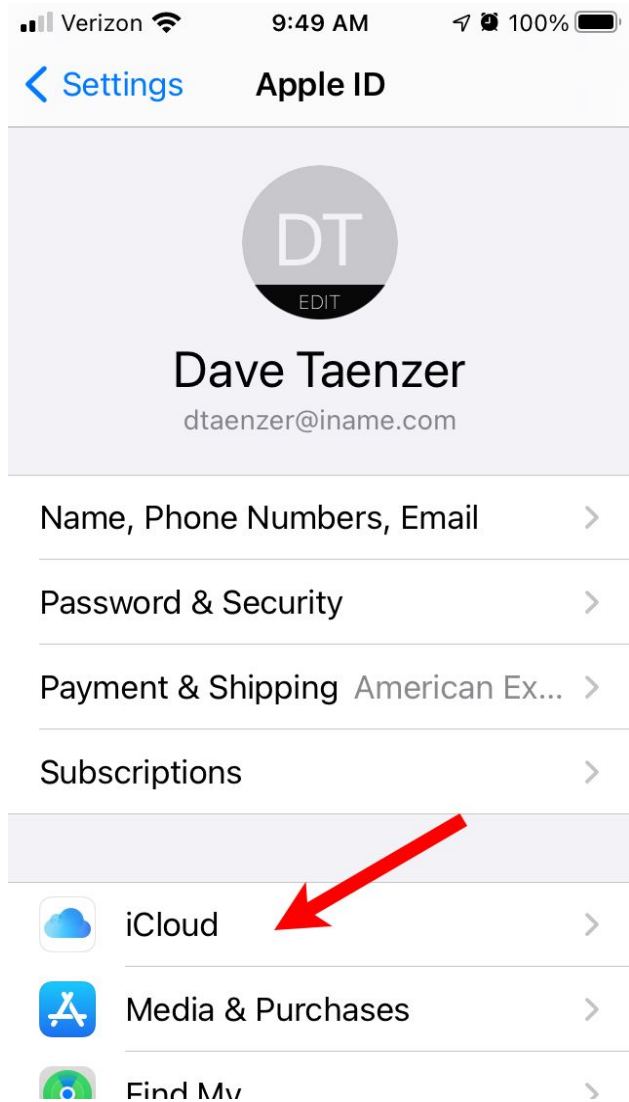 Verizon 9:49 AM 100%
Settings Apple ID
DT
EDIT
Dave Taenzer
dtaenzer@iname.com
Name, Phone Numbers, Email
Password & Security
Payment & Shipping American Ex...
Subscriptions
iCloud
Media & Purchases
Find My